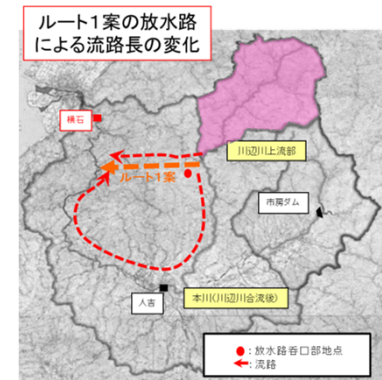 ルート1案の放水路
による流路長の変化
横石
川辺川上流部
ルート1案
市房ダム
人吉
本川(川辺川合流後)
●:放水路呑口部地点
:流路